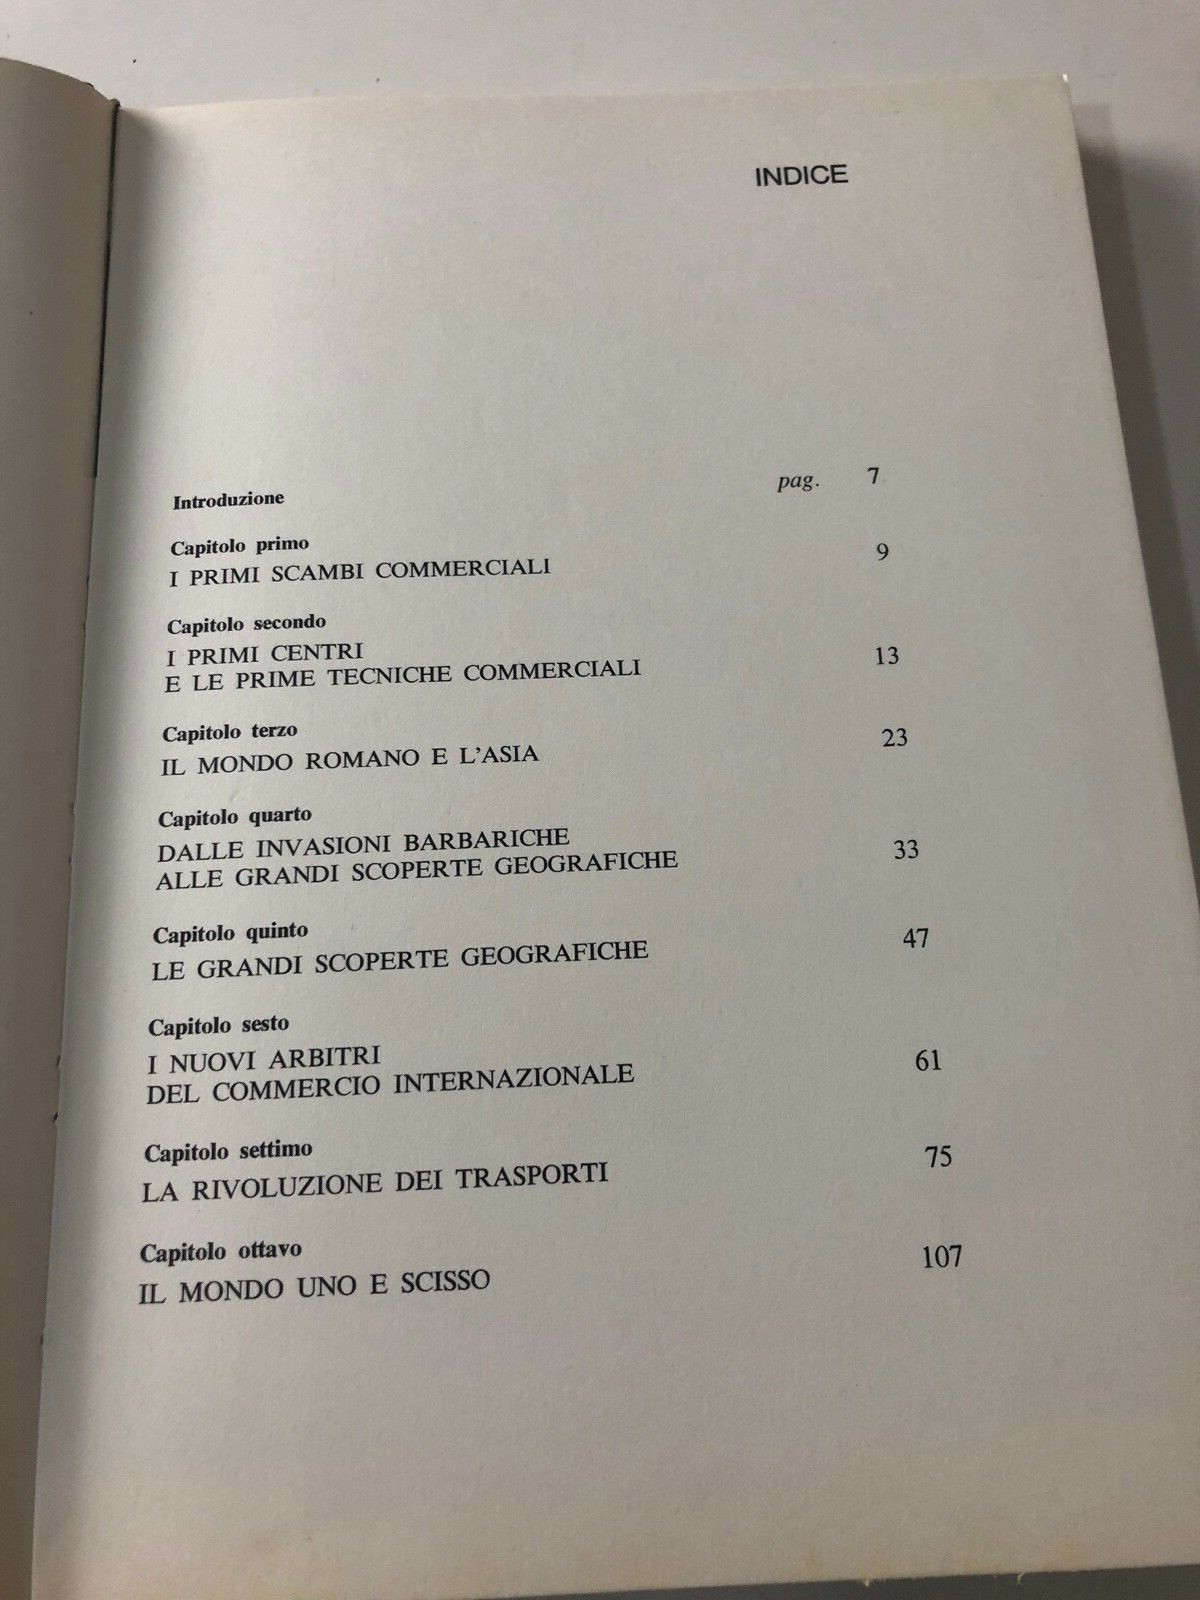 INDICE
Introduzione pag. 7
Capitolo primo
I PRIMI SCAMBI COMMERCIALI 9
Capitolo secondo
I PRIMI CENTRI
E LE PRIME TECNICHE COMMERCIALI 13
Capitolo terzo
IL MONDO ROMANO E L'ASIA 23
Capitolo quarto
DALLE INVASIONI BARBARICHE
ALLE GRANDI SCOPERTE GEOGRAFICHE 33
Capitolo quinto
LE GRANDI SCOPERTE GEOGRAFICHE 47
Capitolo sesto
I NUOVI ARBITRI
DEL COMMERCIO INTERNAZIONALE 61
Capitolo settimo
LA RIVOLUZIONE DEI TRASPORTI 75
Capitolo ottavo
IL MONDO UNO E SCISSO 107